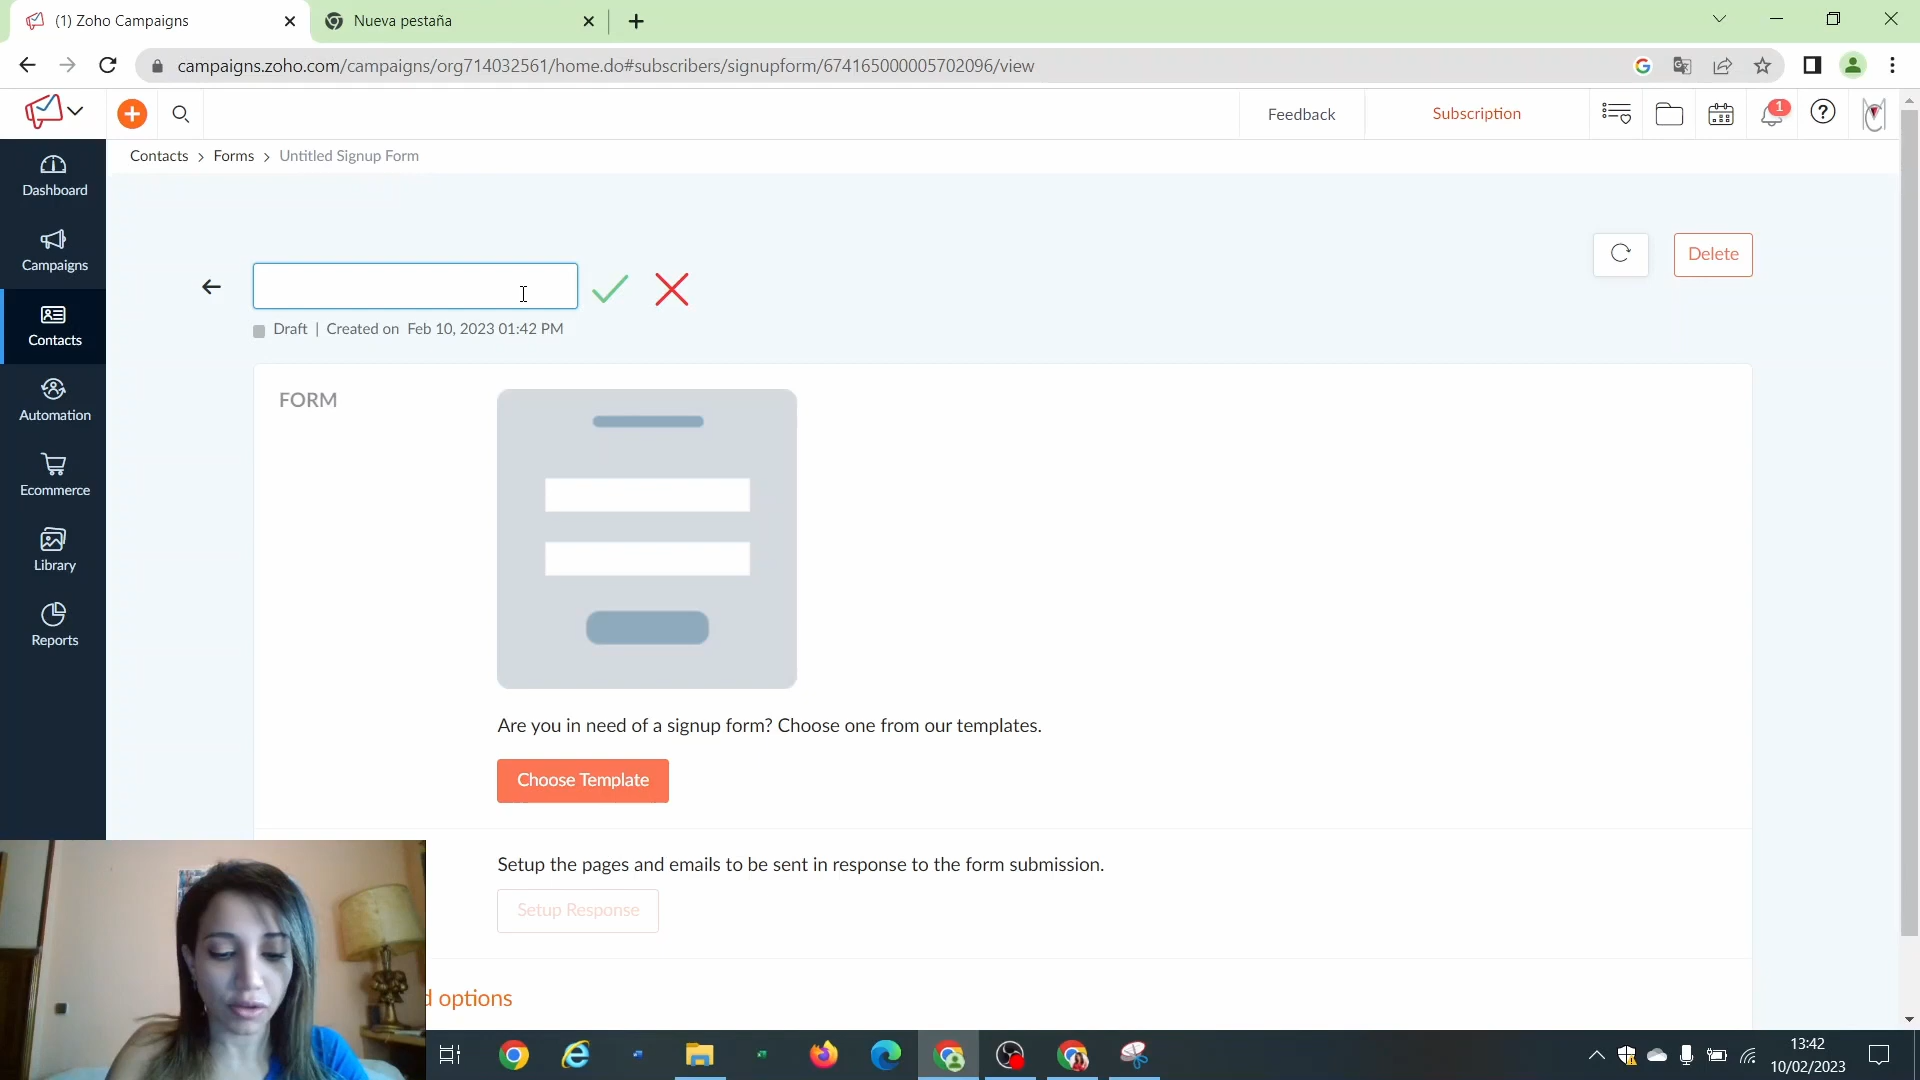 (1) Zoho Campaigns
Nueva pestaña
campaigns.zoho.com/campaigns/org714032561/home.do#subscribers/signupform/674165000005702096/view
Feedback
Subscription
1
Contacts > Forms > Untitled Signup Form
Dashboard
Campaigns
Contacts
Automation
Ecommerce
Library
Reports
Delete
Draft | Created on Feb 10, 2023 01:42 PM
FORM
Are you in need of a signup form? Choose one from our templates.
Choose Template
Setup the pages and emails to be sent in response to the form submission.
Setup Response
d options
13:42
10/02/2023